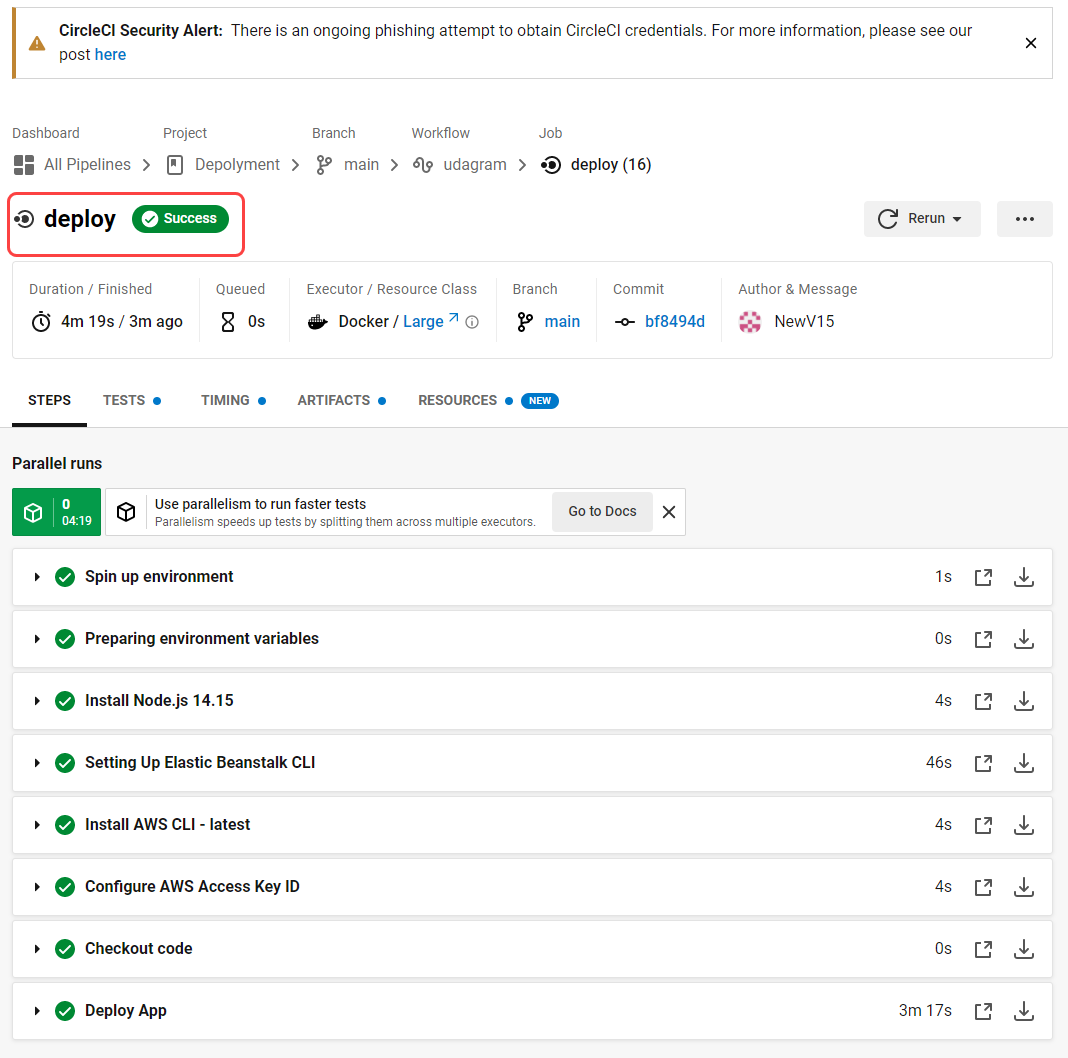 CircleCI Security Alert: There is an ongoing phishing attempt to obtain CircleCI credentials. For more information, please see our
post here
Dashboard Project Branch Workflow Job
All Pipelines Depolyment main udagram deploy (16)
deploy Success Rerun
Duration / Finished Queued Executor / Resource Class Branch Commit Author & Message
4m 19s / 3m ago 0s Docker / Large main bf8494d NewV15
STEPS TESTS TIMING ARTIFACTS RESOURCES NEW
Parallel runs
0
04:19
Use parallelism to run faster tests
Parallelism speeds up tests by splitting them across multiple executors.
Go to Docs
Spin up environment 1s
Preparing environment variables 0s
Install Node.js 14.15 4s
Setting Up Elastic Beanstalk CLI 46s
Install AWS CLI - latest 4s
Configure AWS Access Key ID 4s
Checkout code 0s
Deploy App 3m 17s